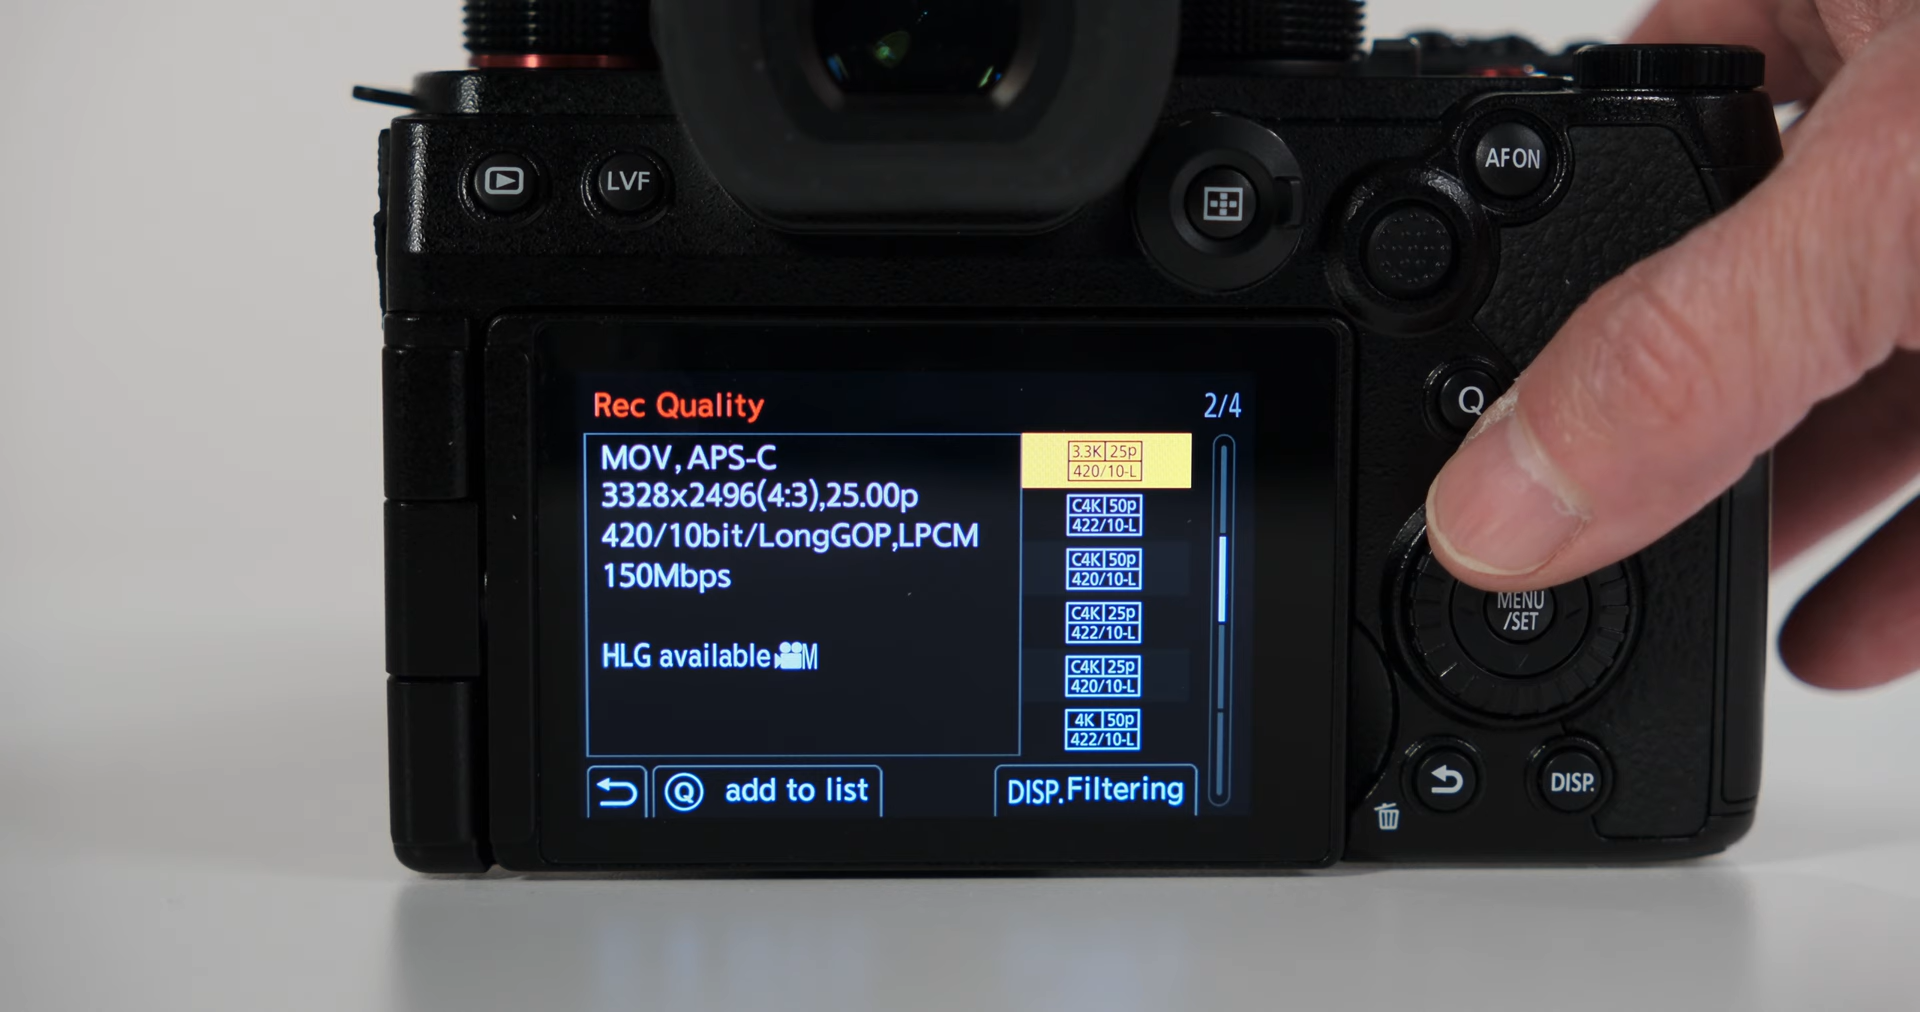 LVF
AF ON
Q
Rec Quality
2/4
MOV, APS-C
3328x2496(4:3),25.00p
420/10bit/LongGOP,LPCM
150Mbps
HLG available M
3.3K 25p
420/10-L
C4K 50p
422/10-L
C4K 50p
420/10-L
C4K 25p
422/10-L
C4K 25p
420/10-L
4K 50p
422/10-L
Q add to list
DISP.Filtering
MENU
/SET
DISP.